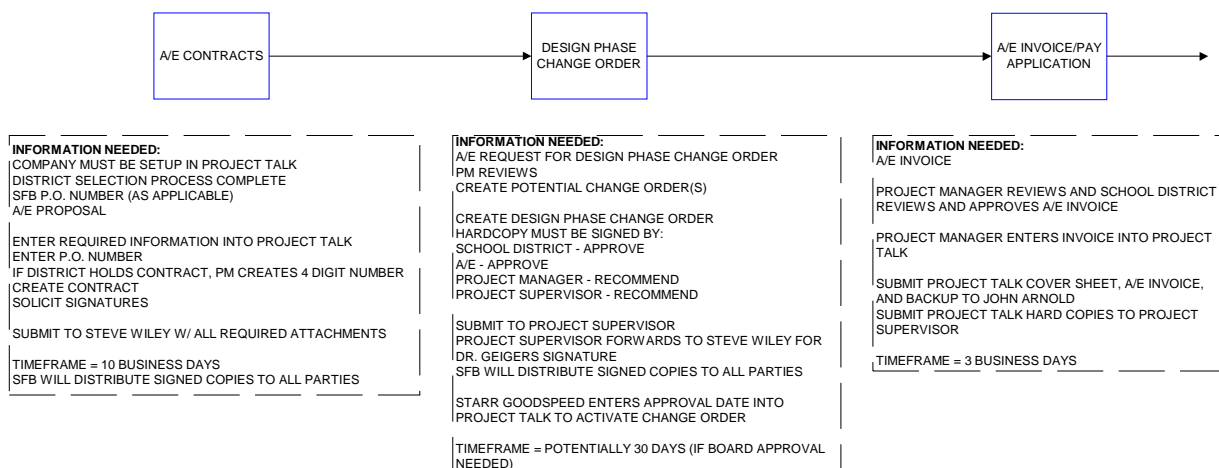 A/E CONTRACTS
DESIGN PHASE
CHANGE ORDER
A/E INVOICE/PAY
APPLICATION
INFORMATION NEEDED:
COMPANY MUST BE SETUP IN PROJECT TALK
DISTRICT SELECTION PROCESS COMPLETE
SFB P.O. NUMBER (AS APPLICABLE)
A/E PROPOSAL
ENTER REQUIRED INFORMATION INTO PROJECT TALK
ENTER P.O. NUMBER
IF DISTRICT HOLDS CONTRACT, PM CREATES 4 DIGIT NUMBER
CREATE CONTRACT
SOLICIT SIGNATURES
SUBMIT TO STEVE WILEY W/ ALL REQUIRED ATTACHMENTS
TIMEFRAME = 10 BUSINESS DAYS
SFB WILL DISTRIBUTE SIGNED COPIES TO ALL PARTIES
INFORMATION NEEDED:
A/E REQUEST FOR DESIGN PHASE CHANGE ORDER
PM REVIEWS
CREATE POTENTIAL CHANGE ORDER(S)
CREATE DESIGN PHASE CHANGE ORDER
HARDCOPY MUST BE SIGNED BY:
SCHOOL DISTRICT - APPROVE
A/E - APPROVE
PROJECT MANAGER - RECOMMEND
PROJECT SUPERVISOR - RECOMMEND
SUBMIT TO PROJECT SUPERVISOR
PROJECT SUPERVISOR FORWARDS TO STEVE WILEY FOR
DR. GEIGERS SIGNATURE
SFB WILL DISTRIBUTE SIGNED COPIES TO ALL PARTIES
STARR GOODSPEED ENTERS APPROVAL DATE INTO
PROJECT TALK TO ACTIVATE CHANGE ORDER
TIMEFRAME = POTENTIALLY 30 DAYS (IF BOARD APPROVAL
NEEDED)
INFORMATION NEEDED:
A/E INVOICE
PROJECT MANAGER REVIEWS AND SCHOOL DISTRICT
REVIEWS AND APPROVES A/E INVOICE
PROJECT MANAGER ENTERS INVOICE INTO PROJECT
TALK
SUBMIT PROJECT TALK COVER SHEET, A/E INVOICE,
AND BACKUP TO JOHN ARNOLD
SUBMIT PROJECT TALK HARD COPIES TO PROJECT
SUPERVISOR
TIMEFRAME = 3 BUSINESS DAYS